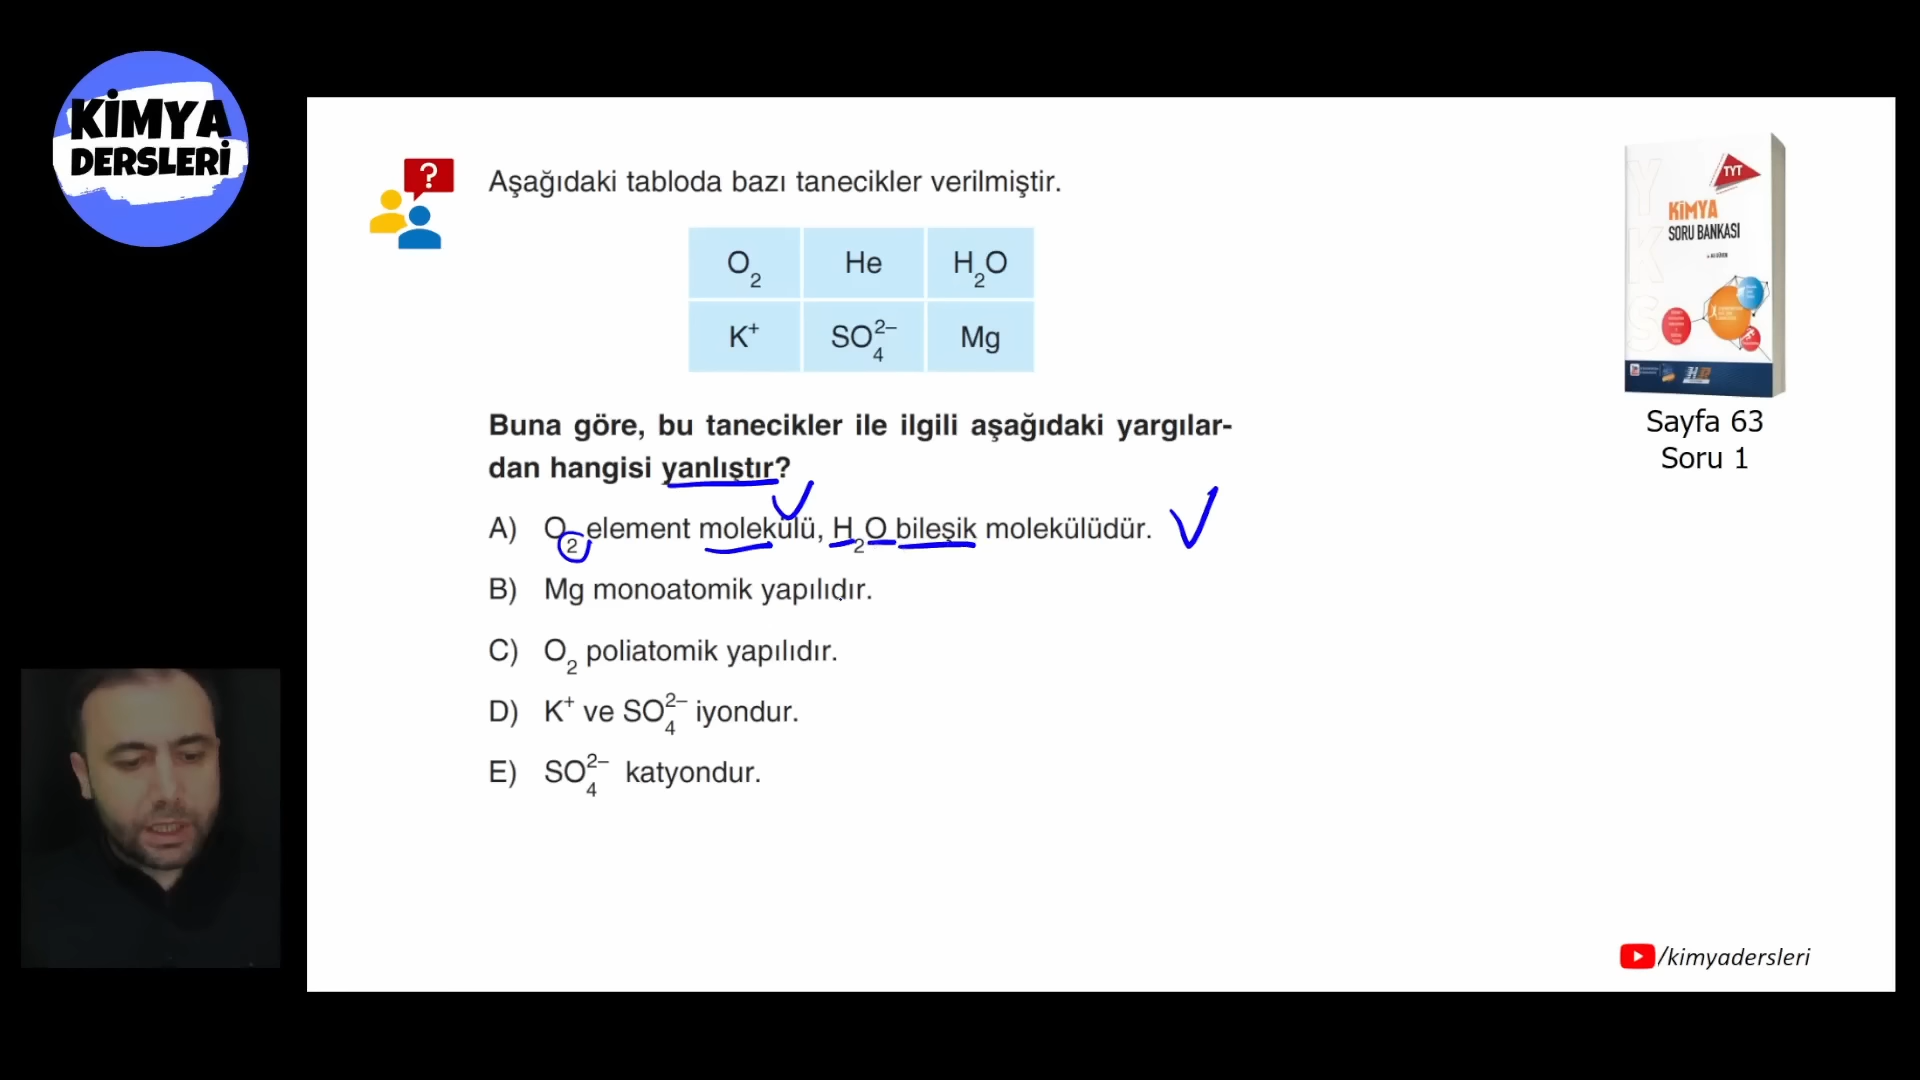 KİMYA
DERSLERİ
?
Aşağıdaki tabloda bazı tanecikler verilmiştir.
O₂ He H₂O
K⁺ SO₄²⁻ Mg
Buna göre, bu tanecikler ile ilgili aşağıdaki yargılar-
dan hangisi yanlıştır?
A) O₂ element molekülü, H₂O bileşik molekülüdür.
B) Mg monoatomik yapılıdır.
C) O₂ poliatomik yapılıdır.
D) K⁺ ve SO₄²⁻ iyondur.
E) SO₄²⁻ katyondur.
YKS
TYT
KİMYA
SORU BANKASI
Sayfa 63
Soru 1
/kimyadersleri